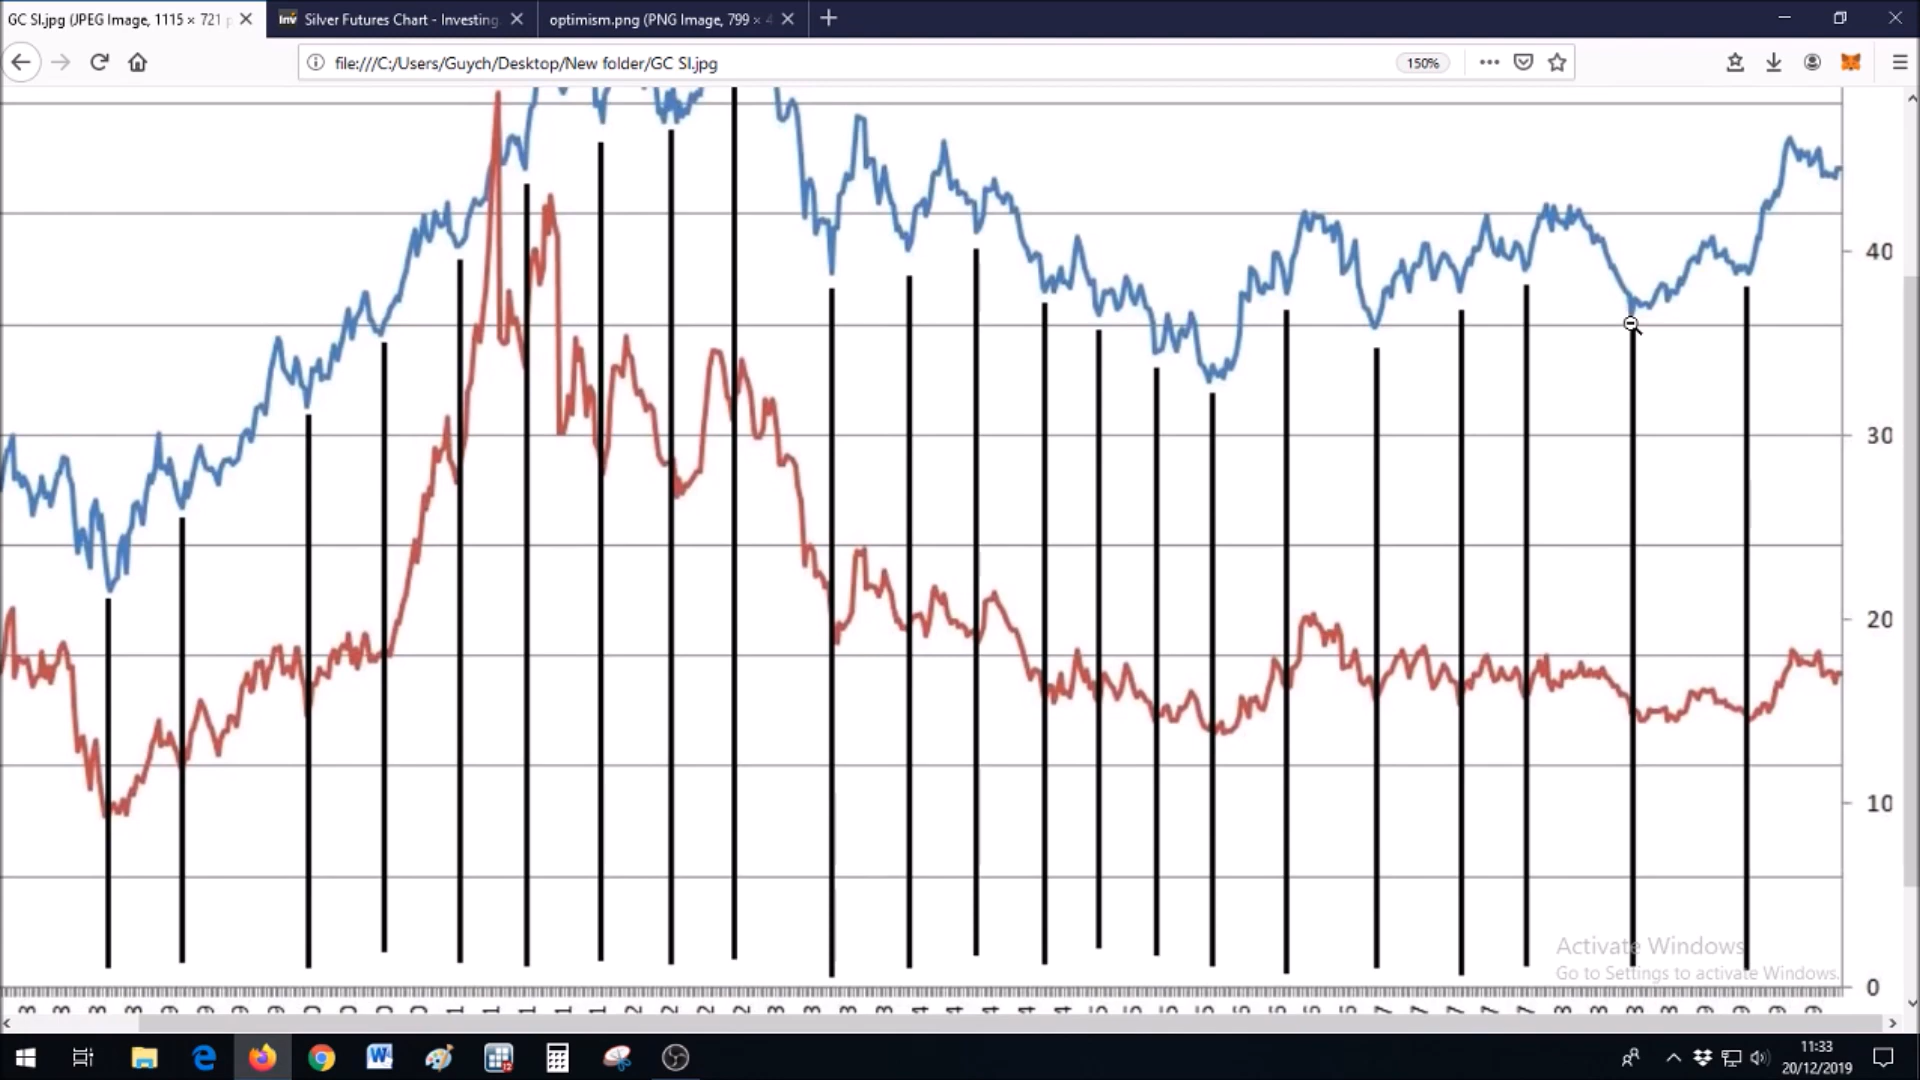 GC SI.jpg (JPEG Image, 1115 × 721 p
Silver Futures Chart - Investing.
optimism.png (PNG Image, 799 × 4
file:///C:/Users/Guych/Desktop/New folder/GC SI.jpg
150%
40
30
20
10
0
Activate Windows
Go to Settings to activate Windows.
11:33
20/12/2019